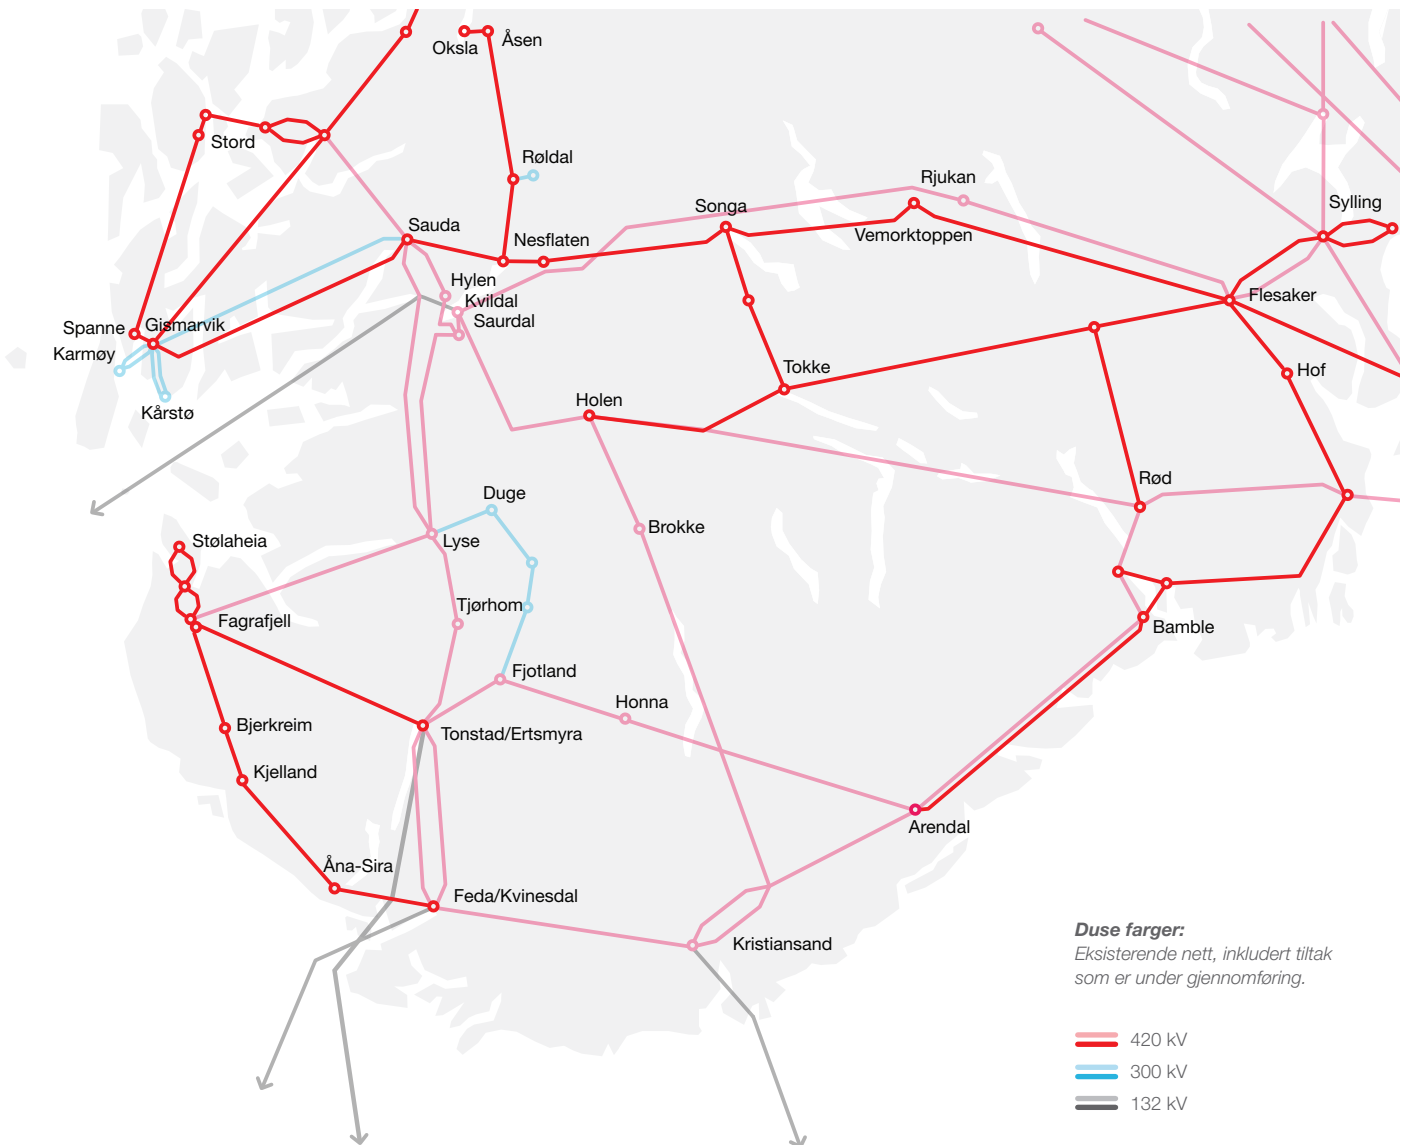 Oksla
Åsen
Stord
Røldal
Rjukan
Songa
Sylling
Sauda
Nesflaten
Vemorktoppen
Hylen
Kvildal
Saurdal
Flesaker
Spanne
Gismarvik
Karmøy
Tokke
Hof
Holen
Kårstø
Rød
Duge
Brokke
Stølaheia
Lyse
Tjørhom
Fagrafjell
Bamble
Fjotland
Honna
Bjerkreim
Tonstad/Ertsmyra
Kjelland
Arendal
Åna-Sira
Feda/Kvinesdal
Kristiansand
Duse farger:
Eksisterende nett, inkludert tiltak
som er under gjennomføring.
420 kV
300 kV
132 kV